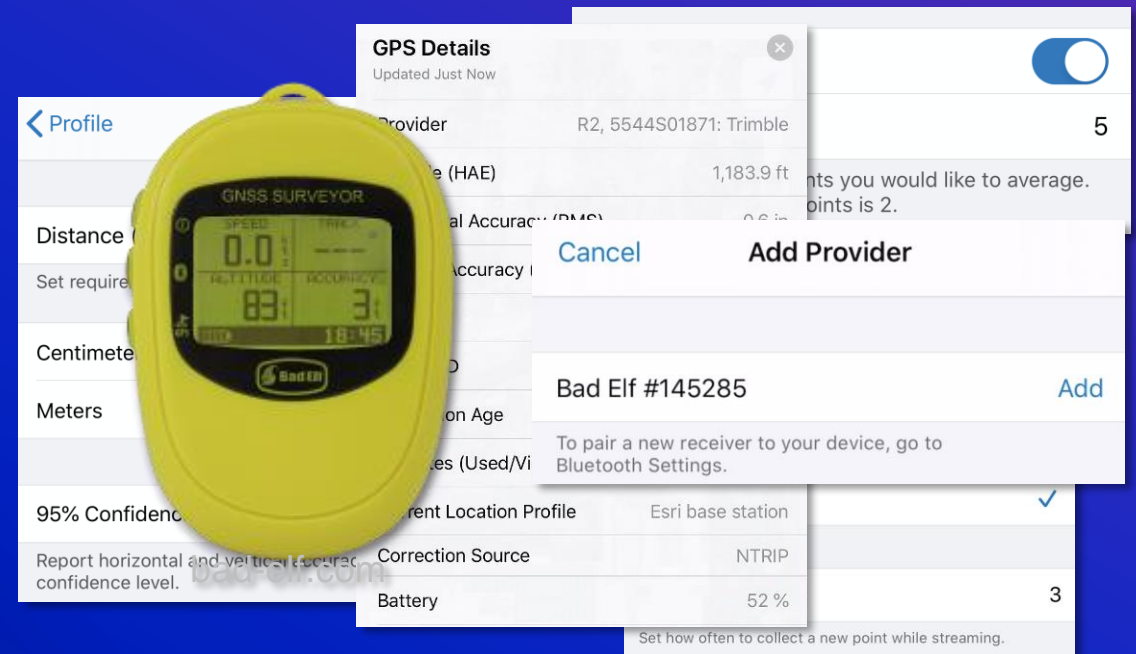 GPS Details
Updated Just Now
Provider
R2, 5544S01871: Trimble
(HAE)
1,183.9 ft
al Accuracy (RMS)
0.6 in
Accuracy
on Age
es (Used/Vi
rent Location Profile
Esri base station
Correction Source
NTRIP
Battery
52 %
Profile
Distance
Set require
Centimete
Meters
95% Confidenc
Report horizontal and vertical accurac
confidence level.
GNSS SURVEYOR
SPEED
TRACK
0.0
ALTITUDE
ACCURACY
83
3
18:45
Bad Elf
bad-elf.com
5
nts you would like to average.
oints is 2.
Cancel
Add Provider
Bad Elf #145285
Add
To pair a new receiver to your device, go to
Bluetooth Settings.
3
Set how often to collect a new point while streaming.